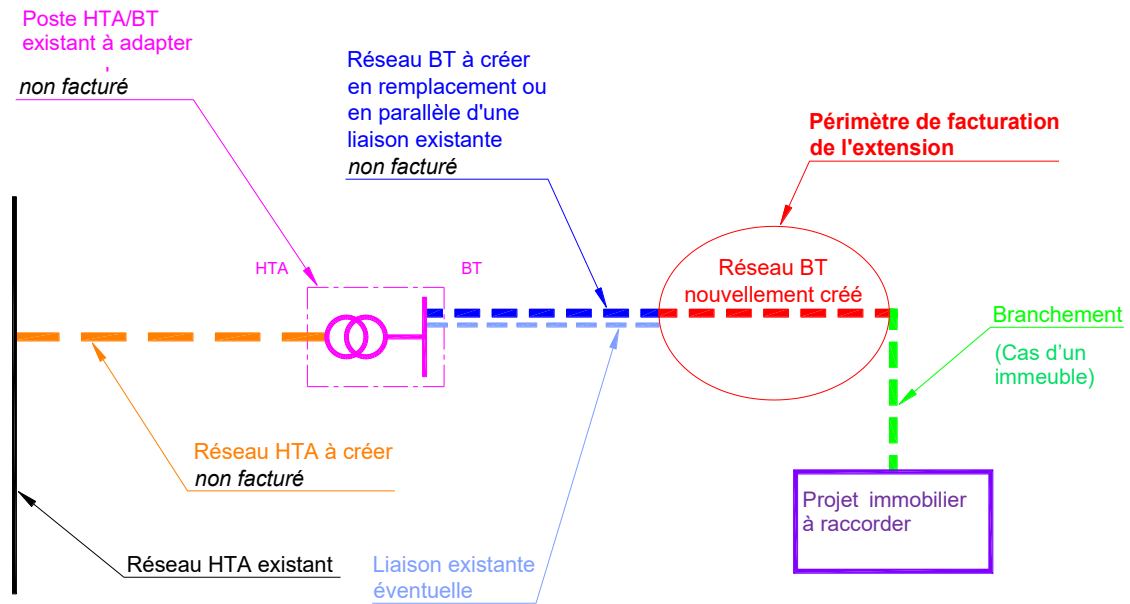 Poste HTA/BT
existant à adapter
non facturé
Réseau BT à créer
en remplacement ou
en parallèle d'une
liaison existante
non facturé
Périmètre de facturation
de l'extension
HTA
BT
Réseau BT
nouvellement créé
Branchement
(Cas d’un
immeuble)
Réseau HTA à créer
non facturé
Projet immobilier
à raccorder
Réseau HTA existant
Liaison existante
éventuelle